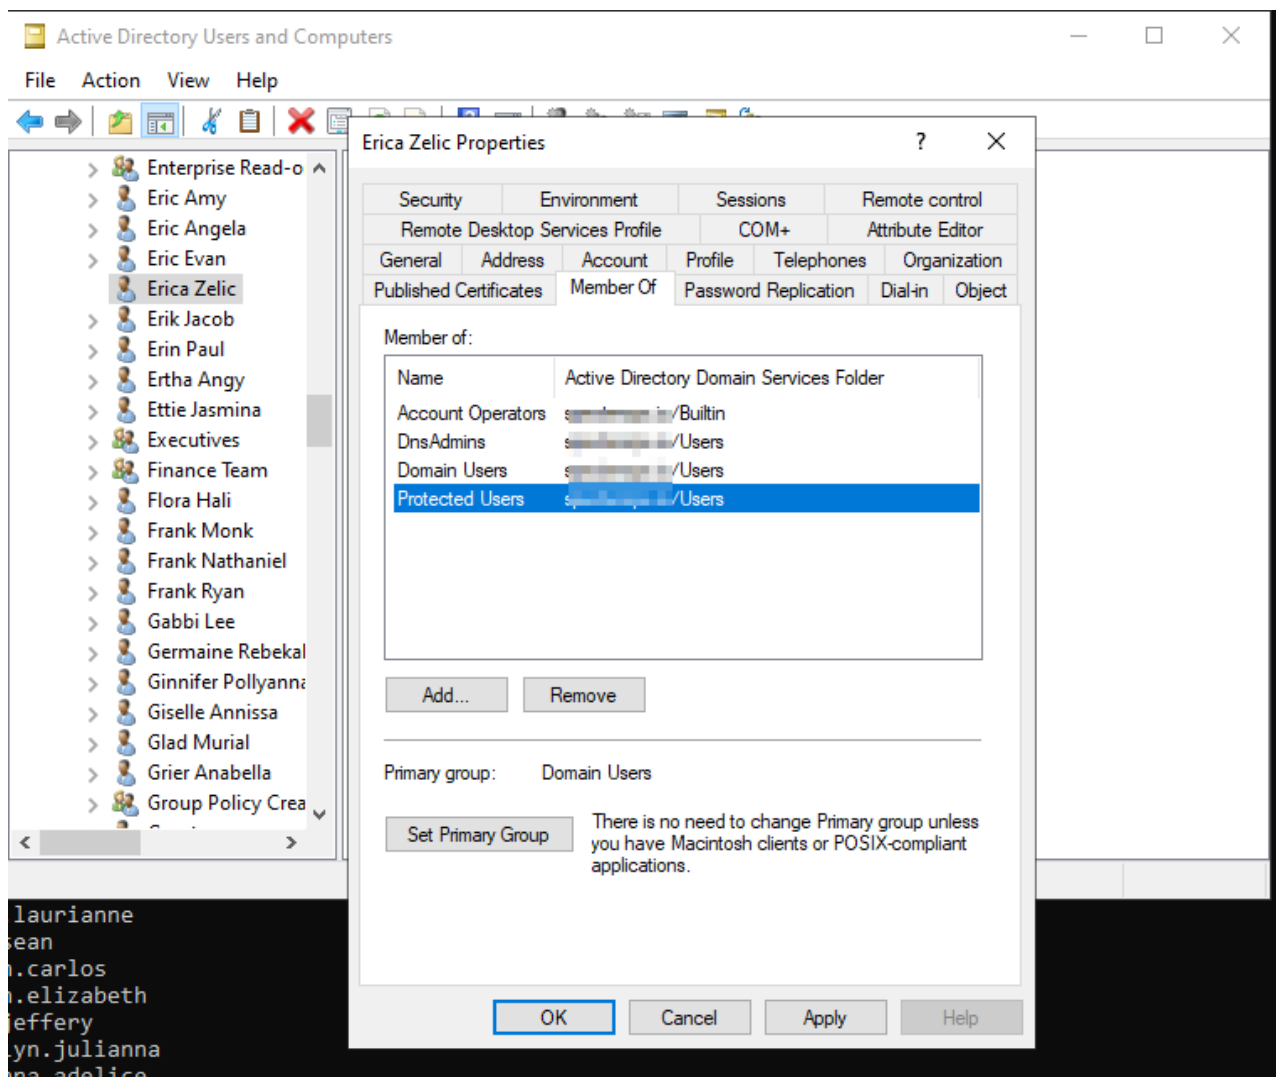 Active Directory Users and Computers
File Action View Help
Enterprise Read-o
Eric Amy
Eric Angela
Eric Evan
Erica Zelic
Erik Jacob
Erin Paul
Ertha Angy
Ettie Jasmina
Executives
Finance Team
Flora Hali
Frank Monk
Frank Nathaniel
Frank Ryan
Gabbi Lee
Germaine Rebekal
Ginnifer Pollyanna
Giselle Annissa
Glad Murial
Grier Anabella
Group Policy Crea
Erica Zelic Properties
Security Environment Sessions Remote control
Remote Desktop Services Profile COM+ Attribute Editor
General Address Account Profile Telephones Organization
Published Certificates Member Of Password Replication Dial-in Object
Member of:
Name Active Directory Domain Services Folder
Account Operators /Builtin
DnsAdmins /Users
Domain Users /Users
Protected Users /Users
Add... Remove
Primary group: Domain Users
Set Primary Group
There is no need to change Primary group unless
you have Macintosh clients or POSIX-compliant
applications.
OK Cancel Apply Help
laurianne
sean
.carlos
.elizabeth
jeffery
yn.julianna
na.adelice